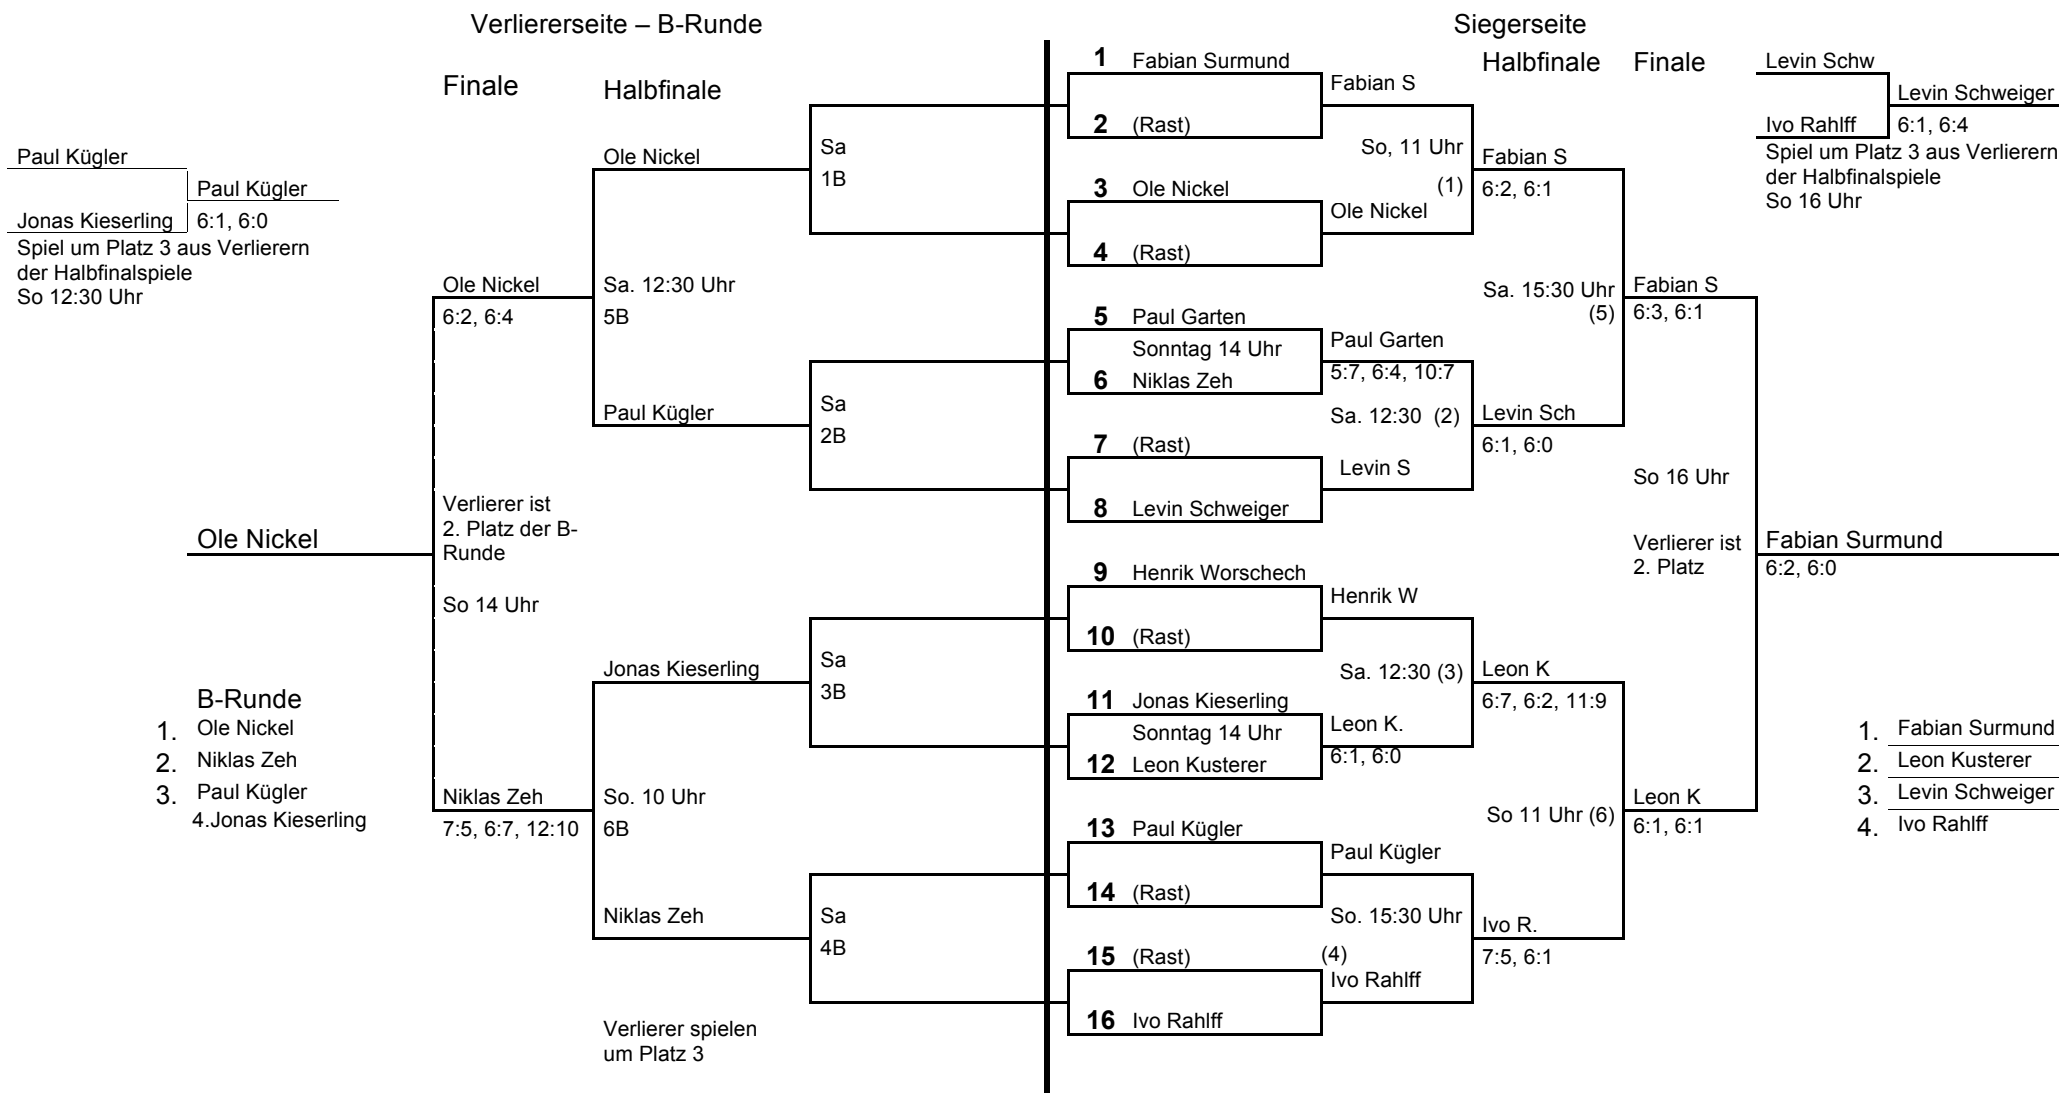 Verliererseite – B-Runde
Siegerseite
Finale
Halbfinale
Paul Kügler
Paul Kügler
Jonas Kieserling
6:1, 6:0
Spiel um Platz 3 aus Verlierern
der Halbfinalspiele
So 12:30 Uhr
Ole Nickel
6:2, 6:4
Verlierer ist
2. Platz der B-
Runde
So 14 Uhr
Ole Nickel
Niklas Zeh
7:5, 6:7, 12:10
B-Runde
1. Ole Nickel
2. Niklas Zeh
3. Paul Kügler
4.Jonas Kieserling
Ole Nickel
Sa. 12:30 Uhr
5B
Paul Kügler
Jonas Kieserling
So. 10 Uhr
6B
Niklas Zeh
Verlierer spielen
um Platz 3
Sa
1B
Sa
2B
Sa
3B
Sa
4B
1 Fabian Surmund
2 (Rast)
3 Ole Nickel
4 (Rast)
5 Paul Garten
Sonntag 14 Uhr
6 Niklas Zeh
7 (Rast)
8 Levin Schweiger
9 Henrik Worschech
10 (Rast)
11 Jonas Kieserling
Sonntag 14 Uhr
12 Leon Kusterer
13 Paul Kügler
14 (Rast)
15 (Rast)
16 Ivo Rahlff
Fabian S
So, 11 Uhr
(1)
Ole Nickel
Paul Garten
5:7, 6:4, 10:7
Sa. 12:30 (2)
Levin S
Henrik W
Sa. 12:30 (3)
Leon K.
6:1, 6:0
Paul Kügler
So. 15:30 Uhr
(4)
Ivo Rahlff
Halbfinale
Fabian S
6:2, 6:1
Sa. 15:30 Uhr
(5)
Levin Sch
6:1, 6:0
Leon K
6:7, 6:2, 11:9
So 11 Uhr (6)
Ivo R.
7:5, 6:1
Finale
Fabian S
6:3, 6:1
So 16 Uhr
Verlierer ist
2. Platz
Leon K
6:1, 6:1
Levin Schw
Levin Schweiger
Ivo Rahlff
6:1, 6:4
Spiel um Platz 3 aus Verlierern
der Halbfinalspiele
So 16 Uhr
Fabian Surmund
6:2, 6:0
1. Fabian Surmund
2. Leon Kusterer
3. Levin Schweiger
4. Ivo Rahlff